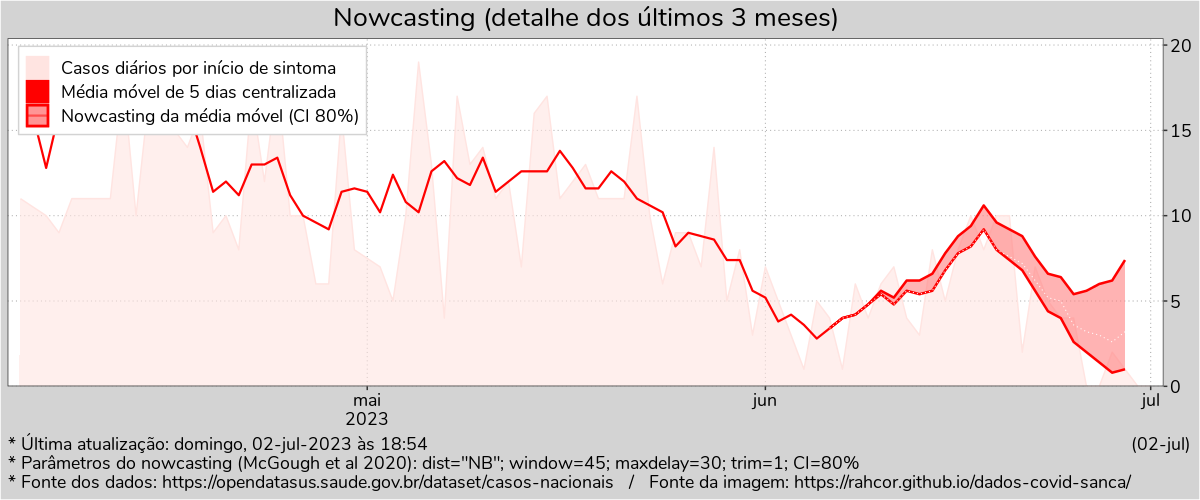 Nowcasting (detalhe dos últimos 3 meses)
Casos diários por início de sintoma
Média móvel de 5 dias centralizada
Nowcasting da média móvel (CI 80%)
20
15
10
5
0
mai
2023
jun
jul
* Última atualização: domingo, 02-jul-2023 às 18:54
(02-jul)
* Parâmetros do nowcasting (McGough et al 2020): dist="NB"; window=45; maxdelay=30; trim=1; CI=80%
* Fonte dos dados: https://opendatasus.saude.gov.br/dataset/casos-nacionais / Fonte da imagem: https://rahcor.github.io/dados-covid-sanca/